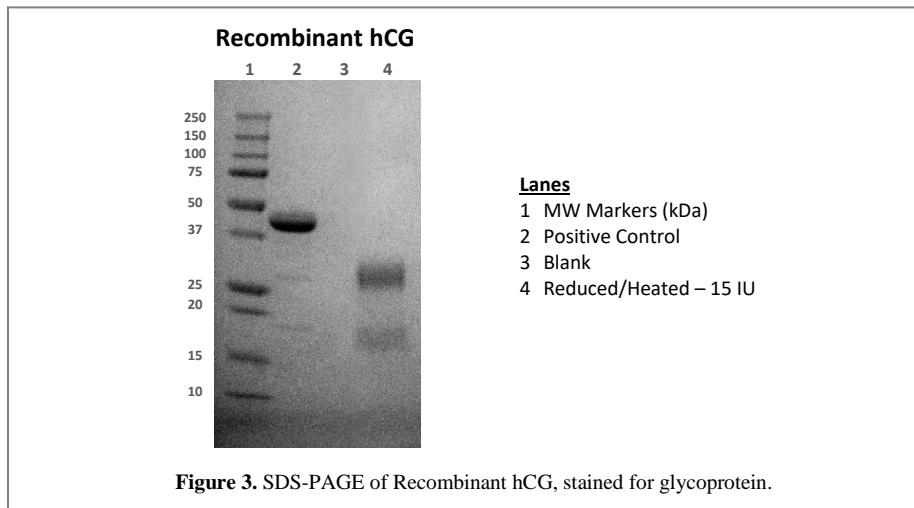 Recombinant hCG
1 2 3 4
250
150
100
75
50
37
25
20
15
10
Lanes
1 MW Markers (kDa)
2 Positive Control
3 Blank
4 Reduced/Heated – 15 IU
Figure 3. SDS-PAGE of Recombinant hCG, stained for glycoprotein.